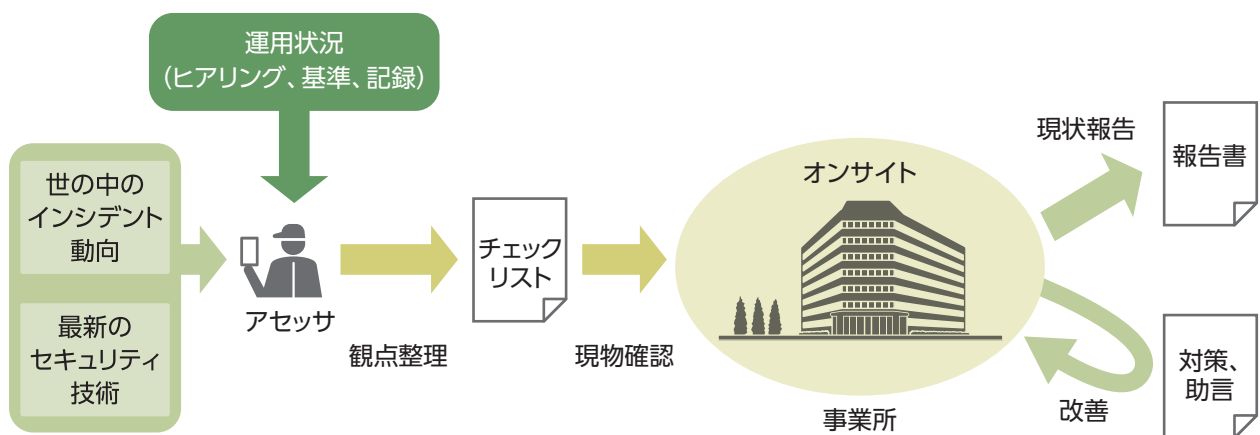 運用状況
（ヒアリング、基準、記録）
世の中の
インシデント
動向
最新の
セキュリティ
技術
アセッサ
観点整理
チェック
リスト
現物確認
オンサイト
事業所
現状報告
報告書
改善
対策、
助言